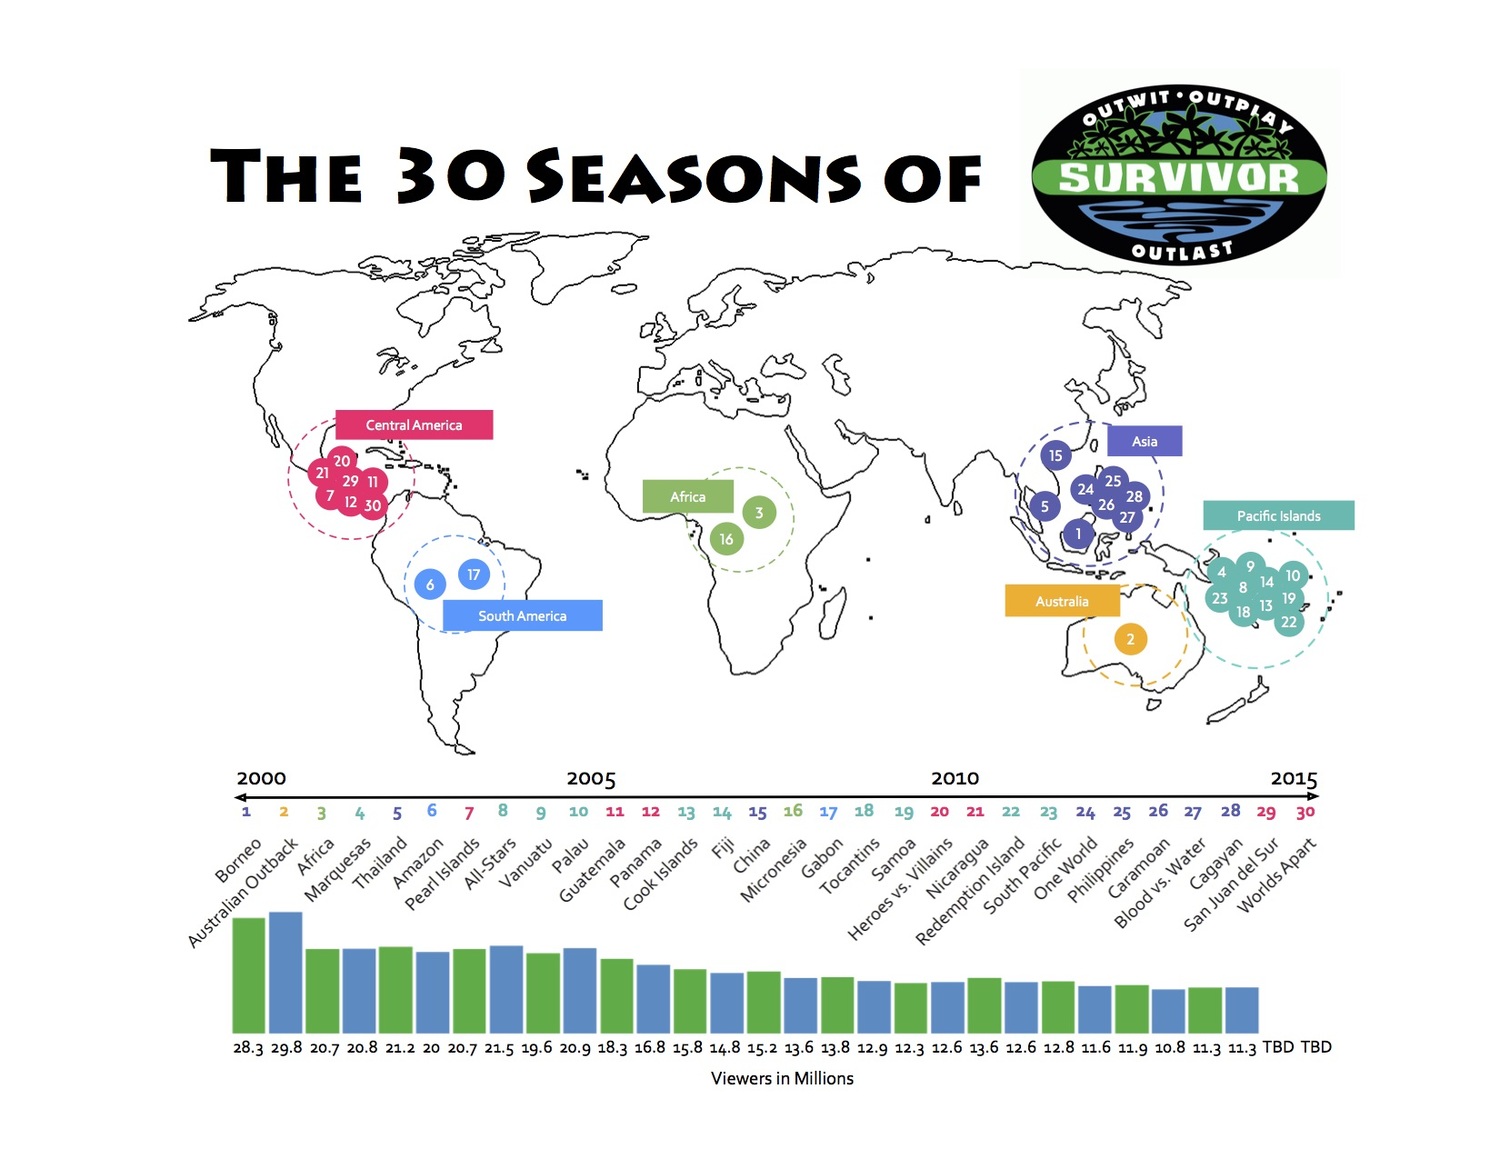 OUTWIT • OUTPLAY
THE 30 SEASONS OF
SURVIVOR
OUTLAST
Central America
20
21
29
11
7
12
30
Asia
15
25
24
28
26
5
27
1
Africa
3
16
Pacific Islands
9
4
14
10
8
23
19
13
18
22
6
17
South America
Australia
2
2000 2005 2010 2015
1 2 3 4 5 6 7 8 9 10 11 12 13 14 15 16 17 18 19 20 21 22 23 24 25 26 27 28 29 30
Borneo
Australian Outback
Africa
Marquesas
Thailand
Amazon
Pearl Islands
All-Stars
Vanuatu
Palau
Guatemala
Panama
Cook Islands
Fiji
China
Micronesia
Gabon
Tocantins
Samoa
Heroes vs. Villains
Nicaragua
Redemption Island
South Pacific
One World
Philippines
Caramoan
Blood vs. Water
Cagayan
San Juan del Sur
Worlds Apart
28.3 29.8 20.7 20.8 21.2 20 20.7 21.5 19.6 20.9 18.3 16.8 15.8 14.8 15.2 13.6 13.8 12.9 12.3 12.6 13.6 12.6 12.8 11.6 11.9 10.8 11.3 11.3 TBD TBD
Viewers in Millions